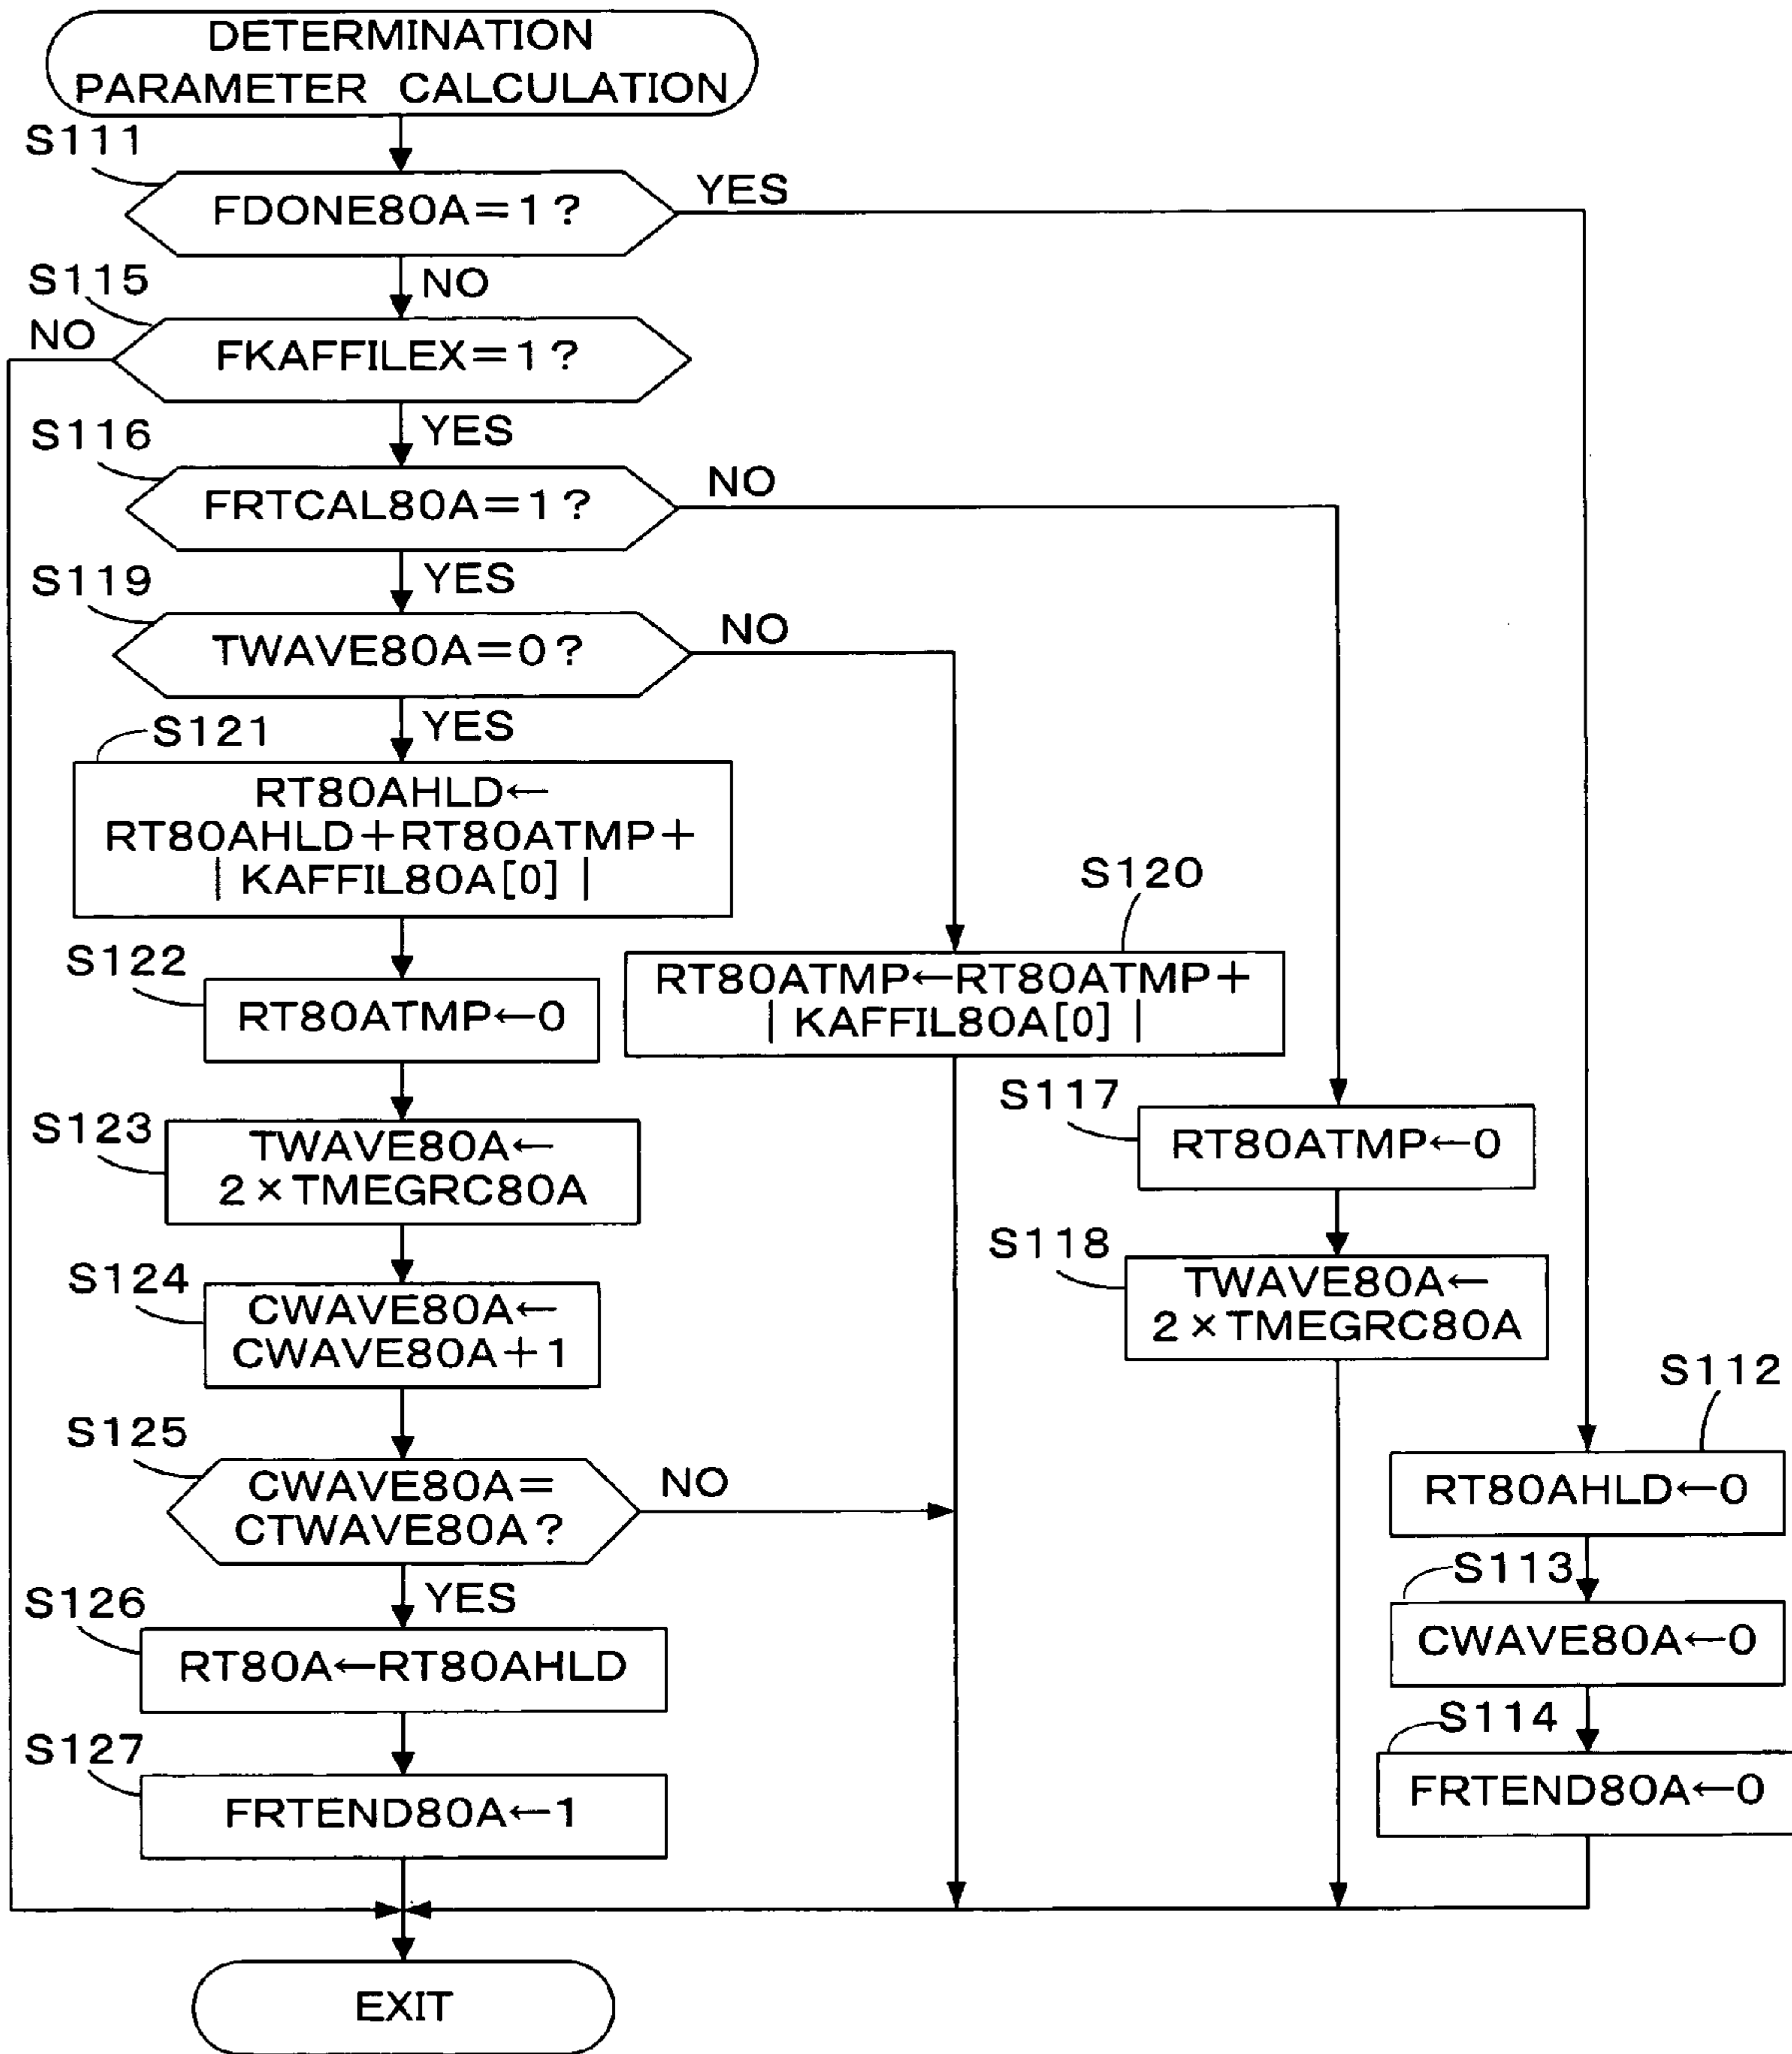 DETERMINATION
PARAMETER CALCULATION
S111
FDONE80A=1?
YES
NO
S115
NO
FKAFFILEX=1?
YES
S116
FRTCAL80A=1?
NO
YES
S119
TWAVE80A=0?
NO
YES
S121
RT80AHLD←
RT80AHLD+RT80ATMP+
| KAFFIL80A[0] |
S120
RT80ATMP←RT80ATMP+
| KAFFIL80A[0] |
S122
RT80ATMP←0
S117
RT80ATMP←0
S123
TWAVE80A←
2×TMEGRC80A
S118
TWAVE80A←
2×TMEGRC80A
S124
CWAVE80A←
CWAVE80A+1
S112
RT80AHLD←0
S125
CWAVE80A=
CTWAVE80A?
NO
YES
S113
CWAVE80A←0
S126
RT80A←RT80AHLD
S114
FRTEND80A←0
S127
FRTEND80A←1
EXIT